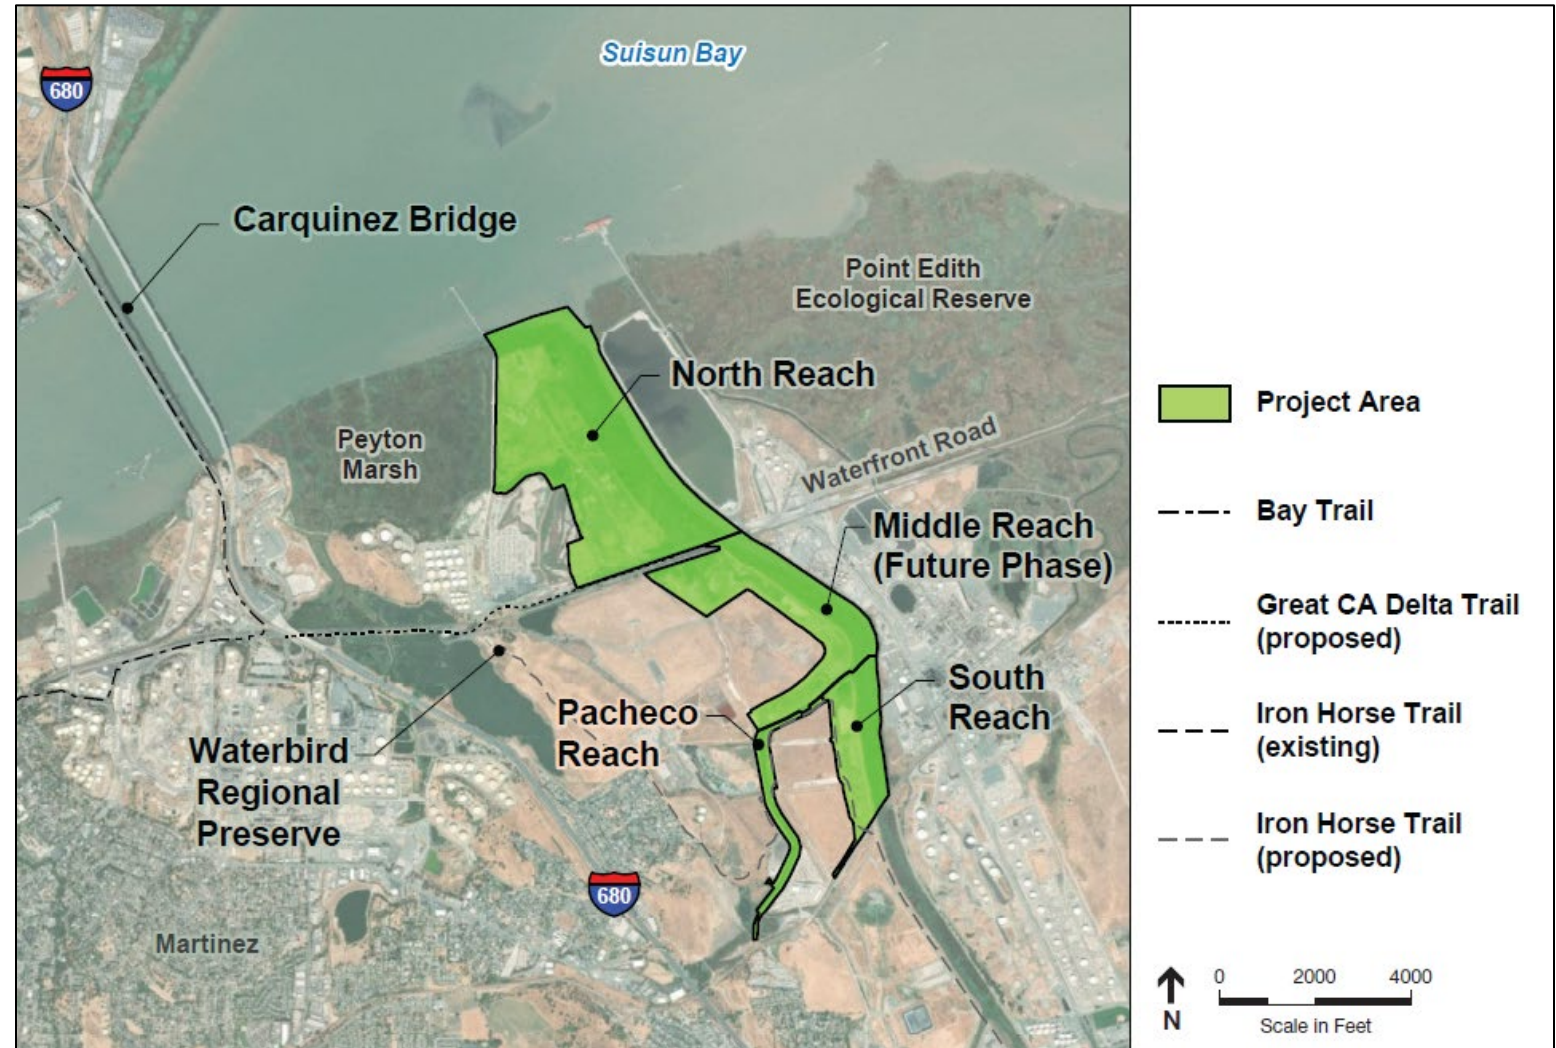 Suisun Bay
680
Carquinez Bridge
Point Edith
Ecological Reserve
North Reach
Peyton
Marsh
Waterfront Road
Middle Reach
(Future Phase)
South
Reach
Pacheco
Reach
Waterbird
Regional
Preserve
680
Martinez
Project Area
Bay Trail
Great CA Delta Trail
(proposed)
Iron Horse Trail
(existing)
Iron Horse Trail
(proposed)
0 2000 4000
N
Scale in Feet